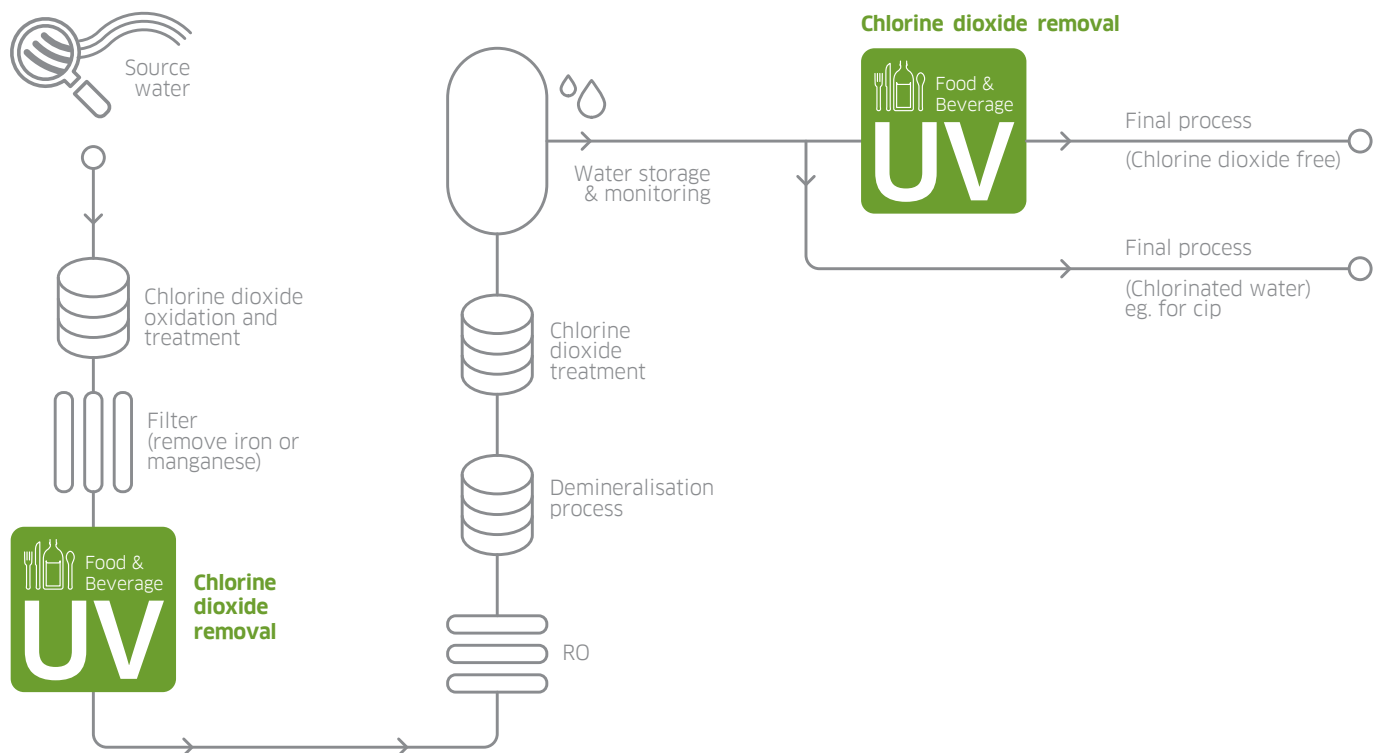 Source
water
Chlorine dioxide
oxidation and
treatment
Filter
(remove iron or
manganese)
Food &
Beverage
UV
Chlorine
dioxide
removal
RO
Demineralisation
process
Chlorine
dioxide
treatment
Water storage
& monitoring
Chlorine dioxide removal
Food &
Beverage
UV
Final process
(Chlorine dioxide free)
Final process
(Chlorinated water)
eg. for cip